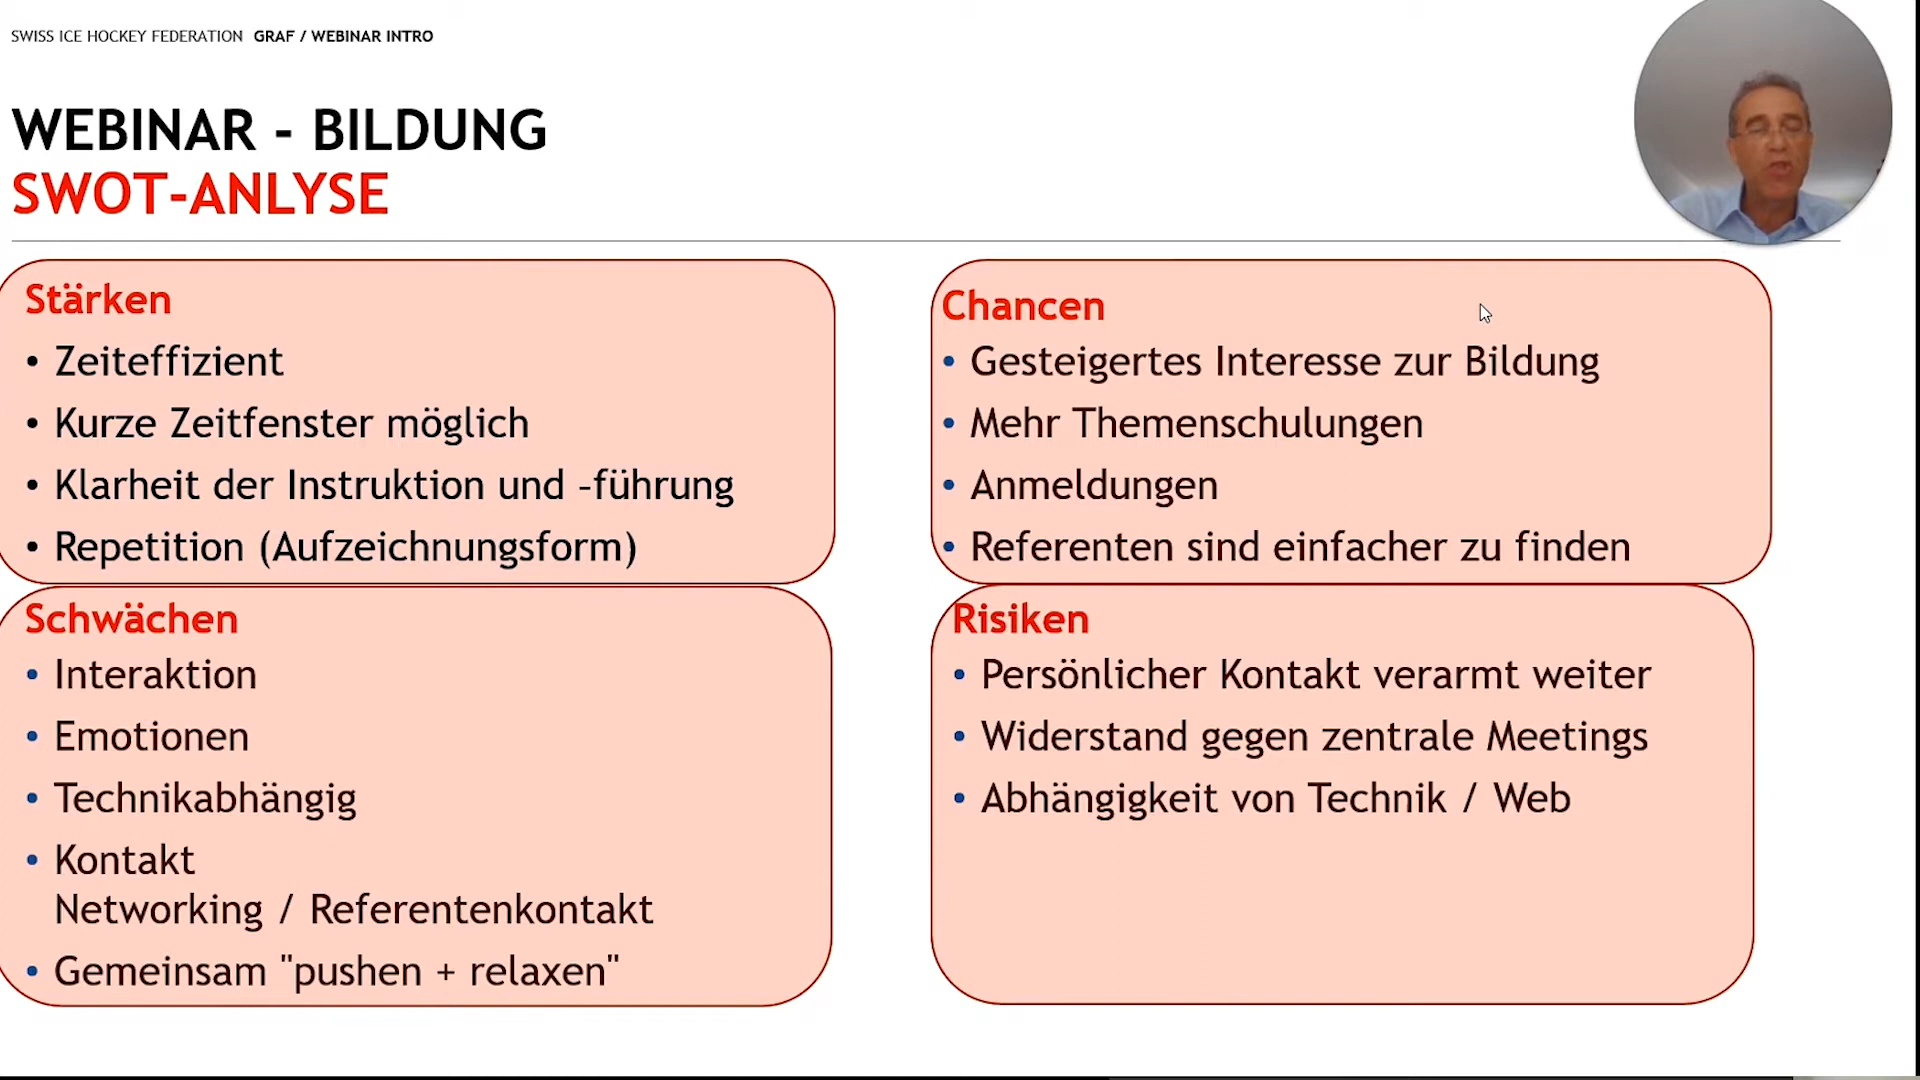 SWISS ICE HOCKEY FEDERATION GRAF / WEBINAR INTRO
WEBINAR - BILDUNG
SWOT-ANLYSE
Stärken
• Zeiteffizient
• Kurze Zeitfenster möglich
• Klarheit der Instruktion und -führung
• Repetition (Aufzeichnungsform)
Schwächen
• Interaktion
• Emotionen
• Technikabhängig
• Kontakt
Networking / Referentenkontakt
• Gemeinsam "pushen + relaxen"
Chancen
• Gesteigertes Interesse zur Bildung
• Mehr Themenschulungen
• Anmeldungen
• Referenten sind einfacher zu finden
Risiken
• Persönlicher Kontakt verarmt weiter
• Widerstand gegen zentrale Meetings
• Abhängigkeit von Technik / Web